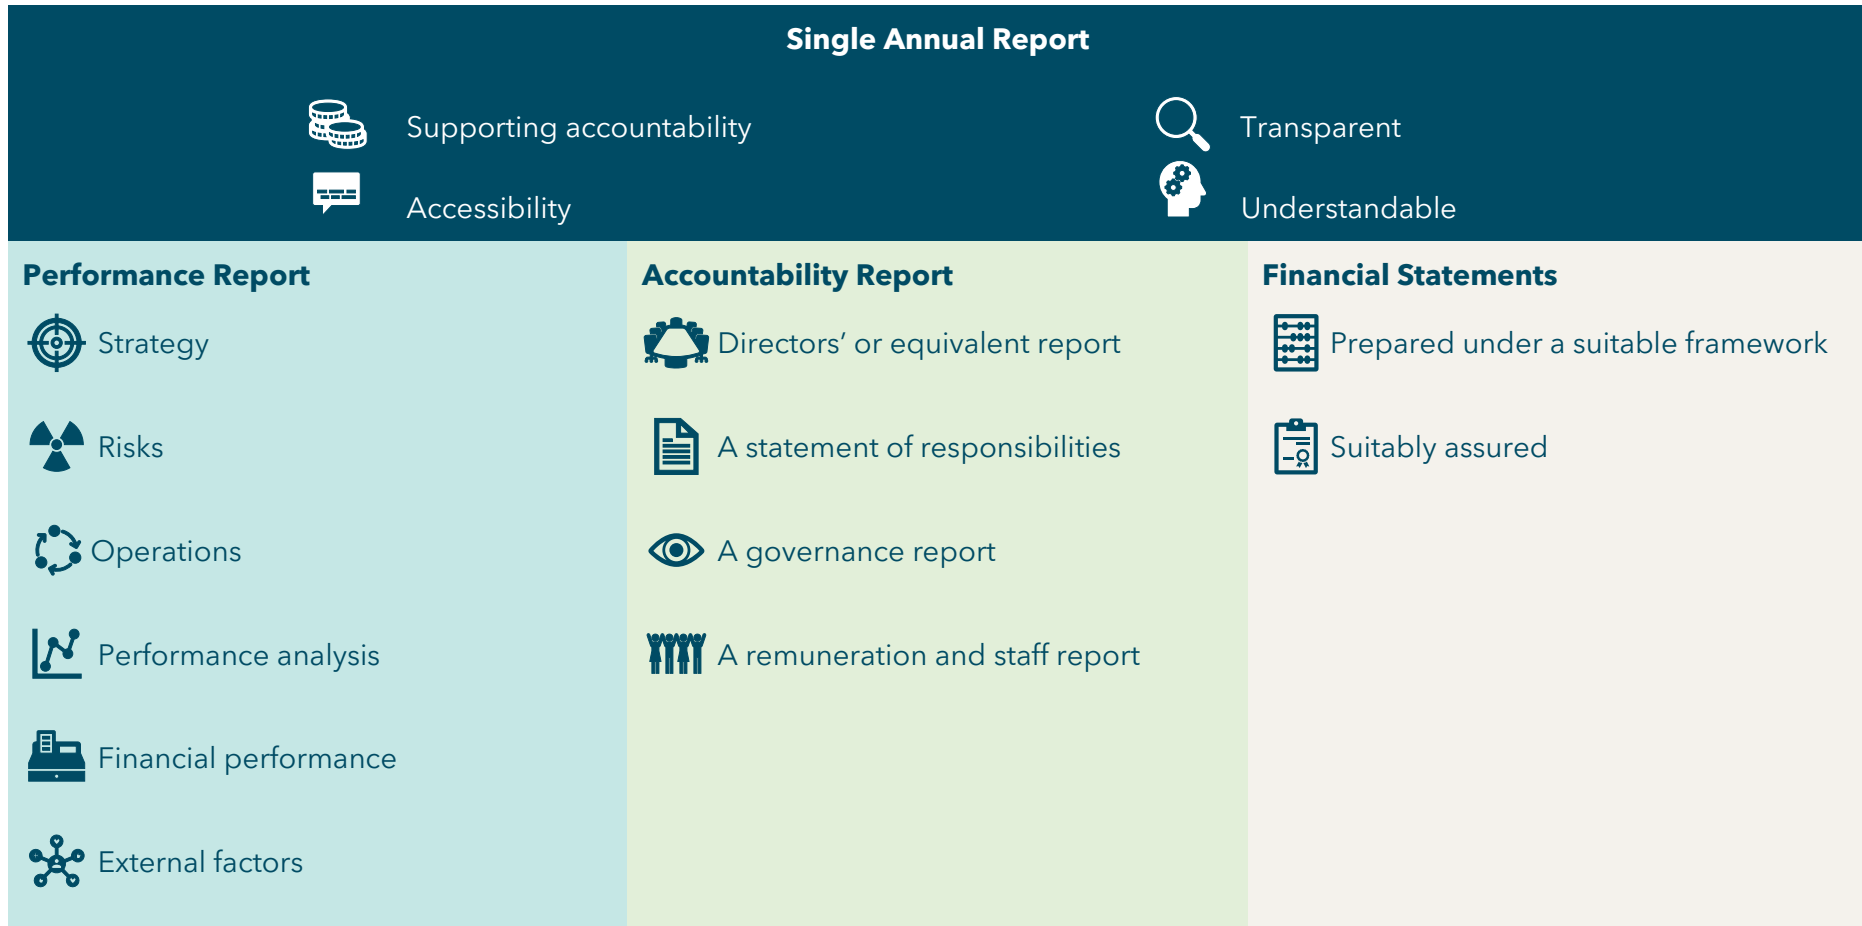 Single Annual Report
Supporting accountability
Transparent
Accessibility
Understandable
Performance Report
Strategy
Risks
Operations
Performance analysis
Financial performance
External factors
Accountability Report
Directors’ or equivalent report
A statement of responsibilities
A governance report
A remuneration and staff report
Financial Statements
Prepared under a suitable framework
Suitably assured